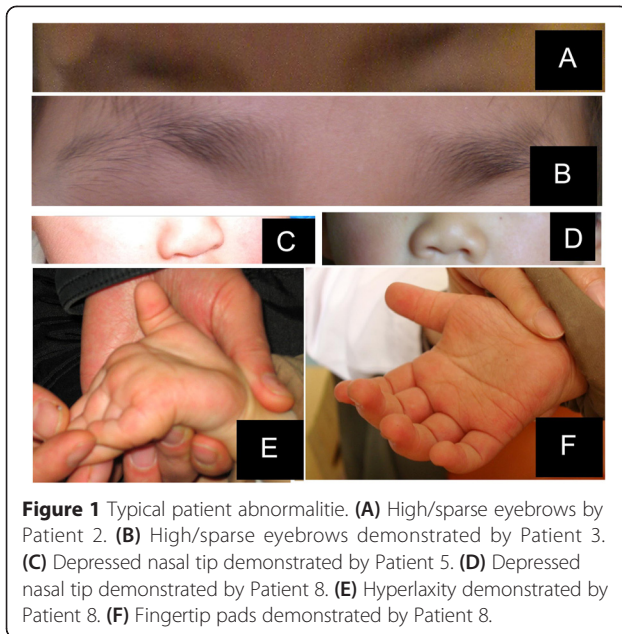 A
B
C
D
E
F
Figure 1 Typical patient abnormalitie. (A) High/sparse eyebrows by
Patient 2. (B) High/sparse eyebrows demonstrated by Patient 3.
(C) Depressed nasal tip demonstrated by Patient 5. (D) Depressed
nasal tip demonstrated by Patient 8. (E) Hyperlaxity demonstrated by
Patient 8. (F) Fingertip pads demonstrated by Patient 8.